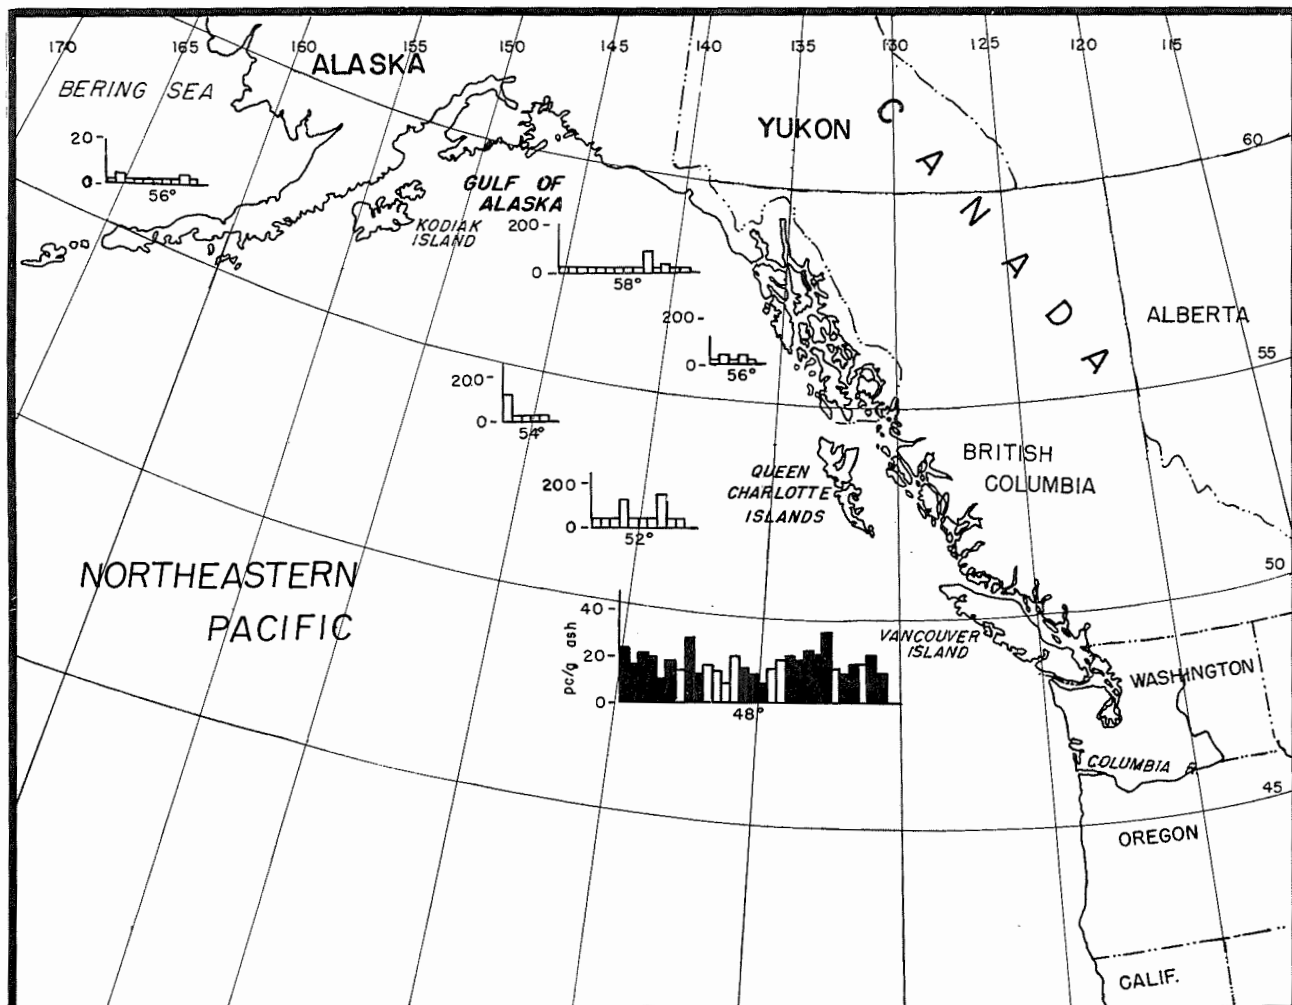 170 165 160 155 150 145 140 135 130 125 120 115
ALASKA
BERING SEA
YUKON
CANADA
60
20-
0-
56°
GULF OF
ALASKA
KODIAK
ISLAND
200-
0-
58°
200-
0-
56°
ALBERTA
55
200-
0-
54°
BRITISH
COLUMBIA
QUEEN
CHARLOTTE
ISLANDS
200-
0-
52°
NORTHEASTERN
PACIFIC
50
40-
20-
0-
pc/g ash
48°
VANCOUVER
ISLAND
WASHINGTON
COLUMBIA
45
OREGON
CALIF.